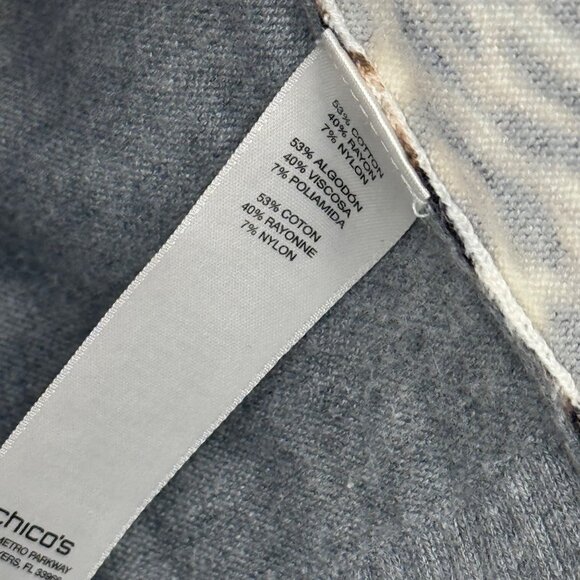 53% COTTON
40% RAYON
7% NYLON
53% ALGODÓN
40% VISCOSA
7% POLIAMIDA
53% COTON
40% RAYONNE
7% NYLON
chico's
METRO PARKWAY
FL